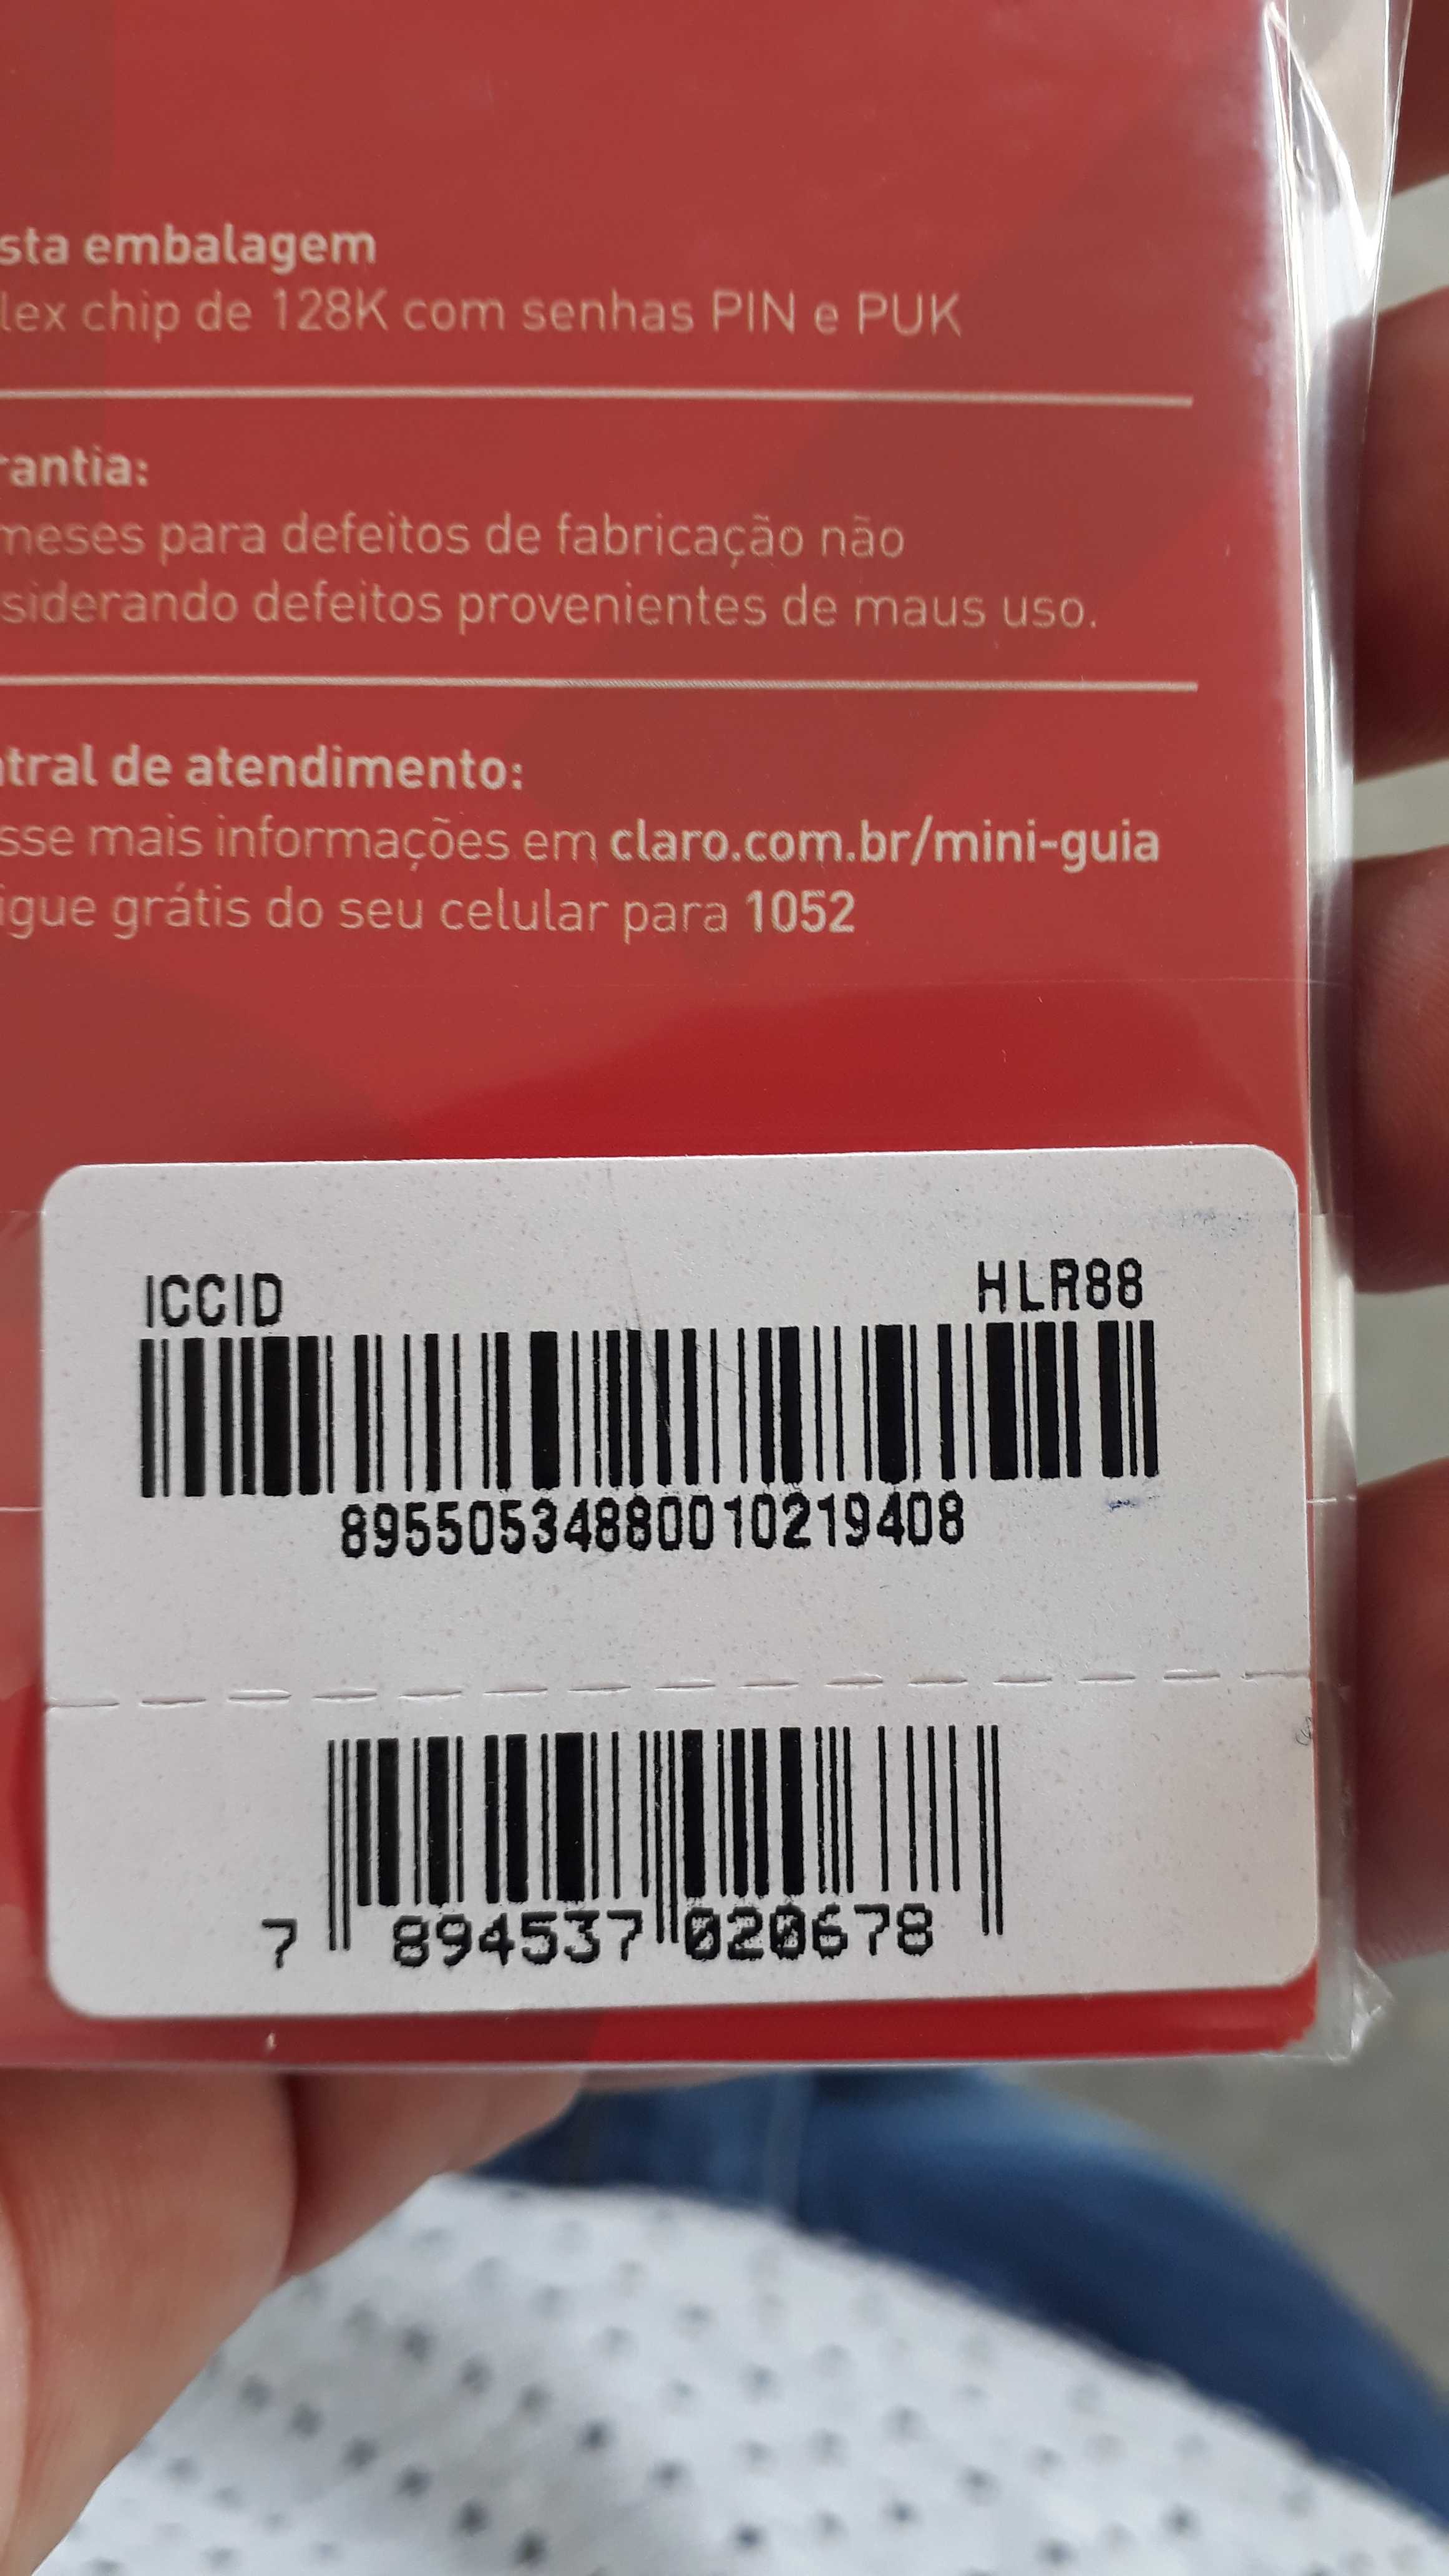 sta embalagem
lex chip de 128K com senhas PIN e PUK
rantia:
meses para defeitos de fabricação não
siderando defeitos provenientes de maus uso.
ntral de atendimento:
sse mais informações em claro.com.br/mini-guia
igue grátis do seu celular para 1052
ICCID HLR88
89550534880010219408
7 894537 020678